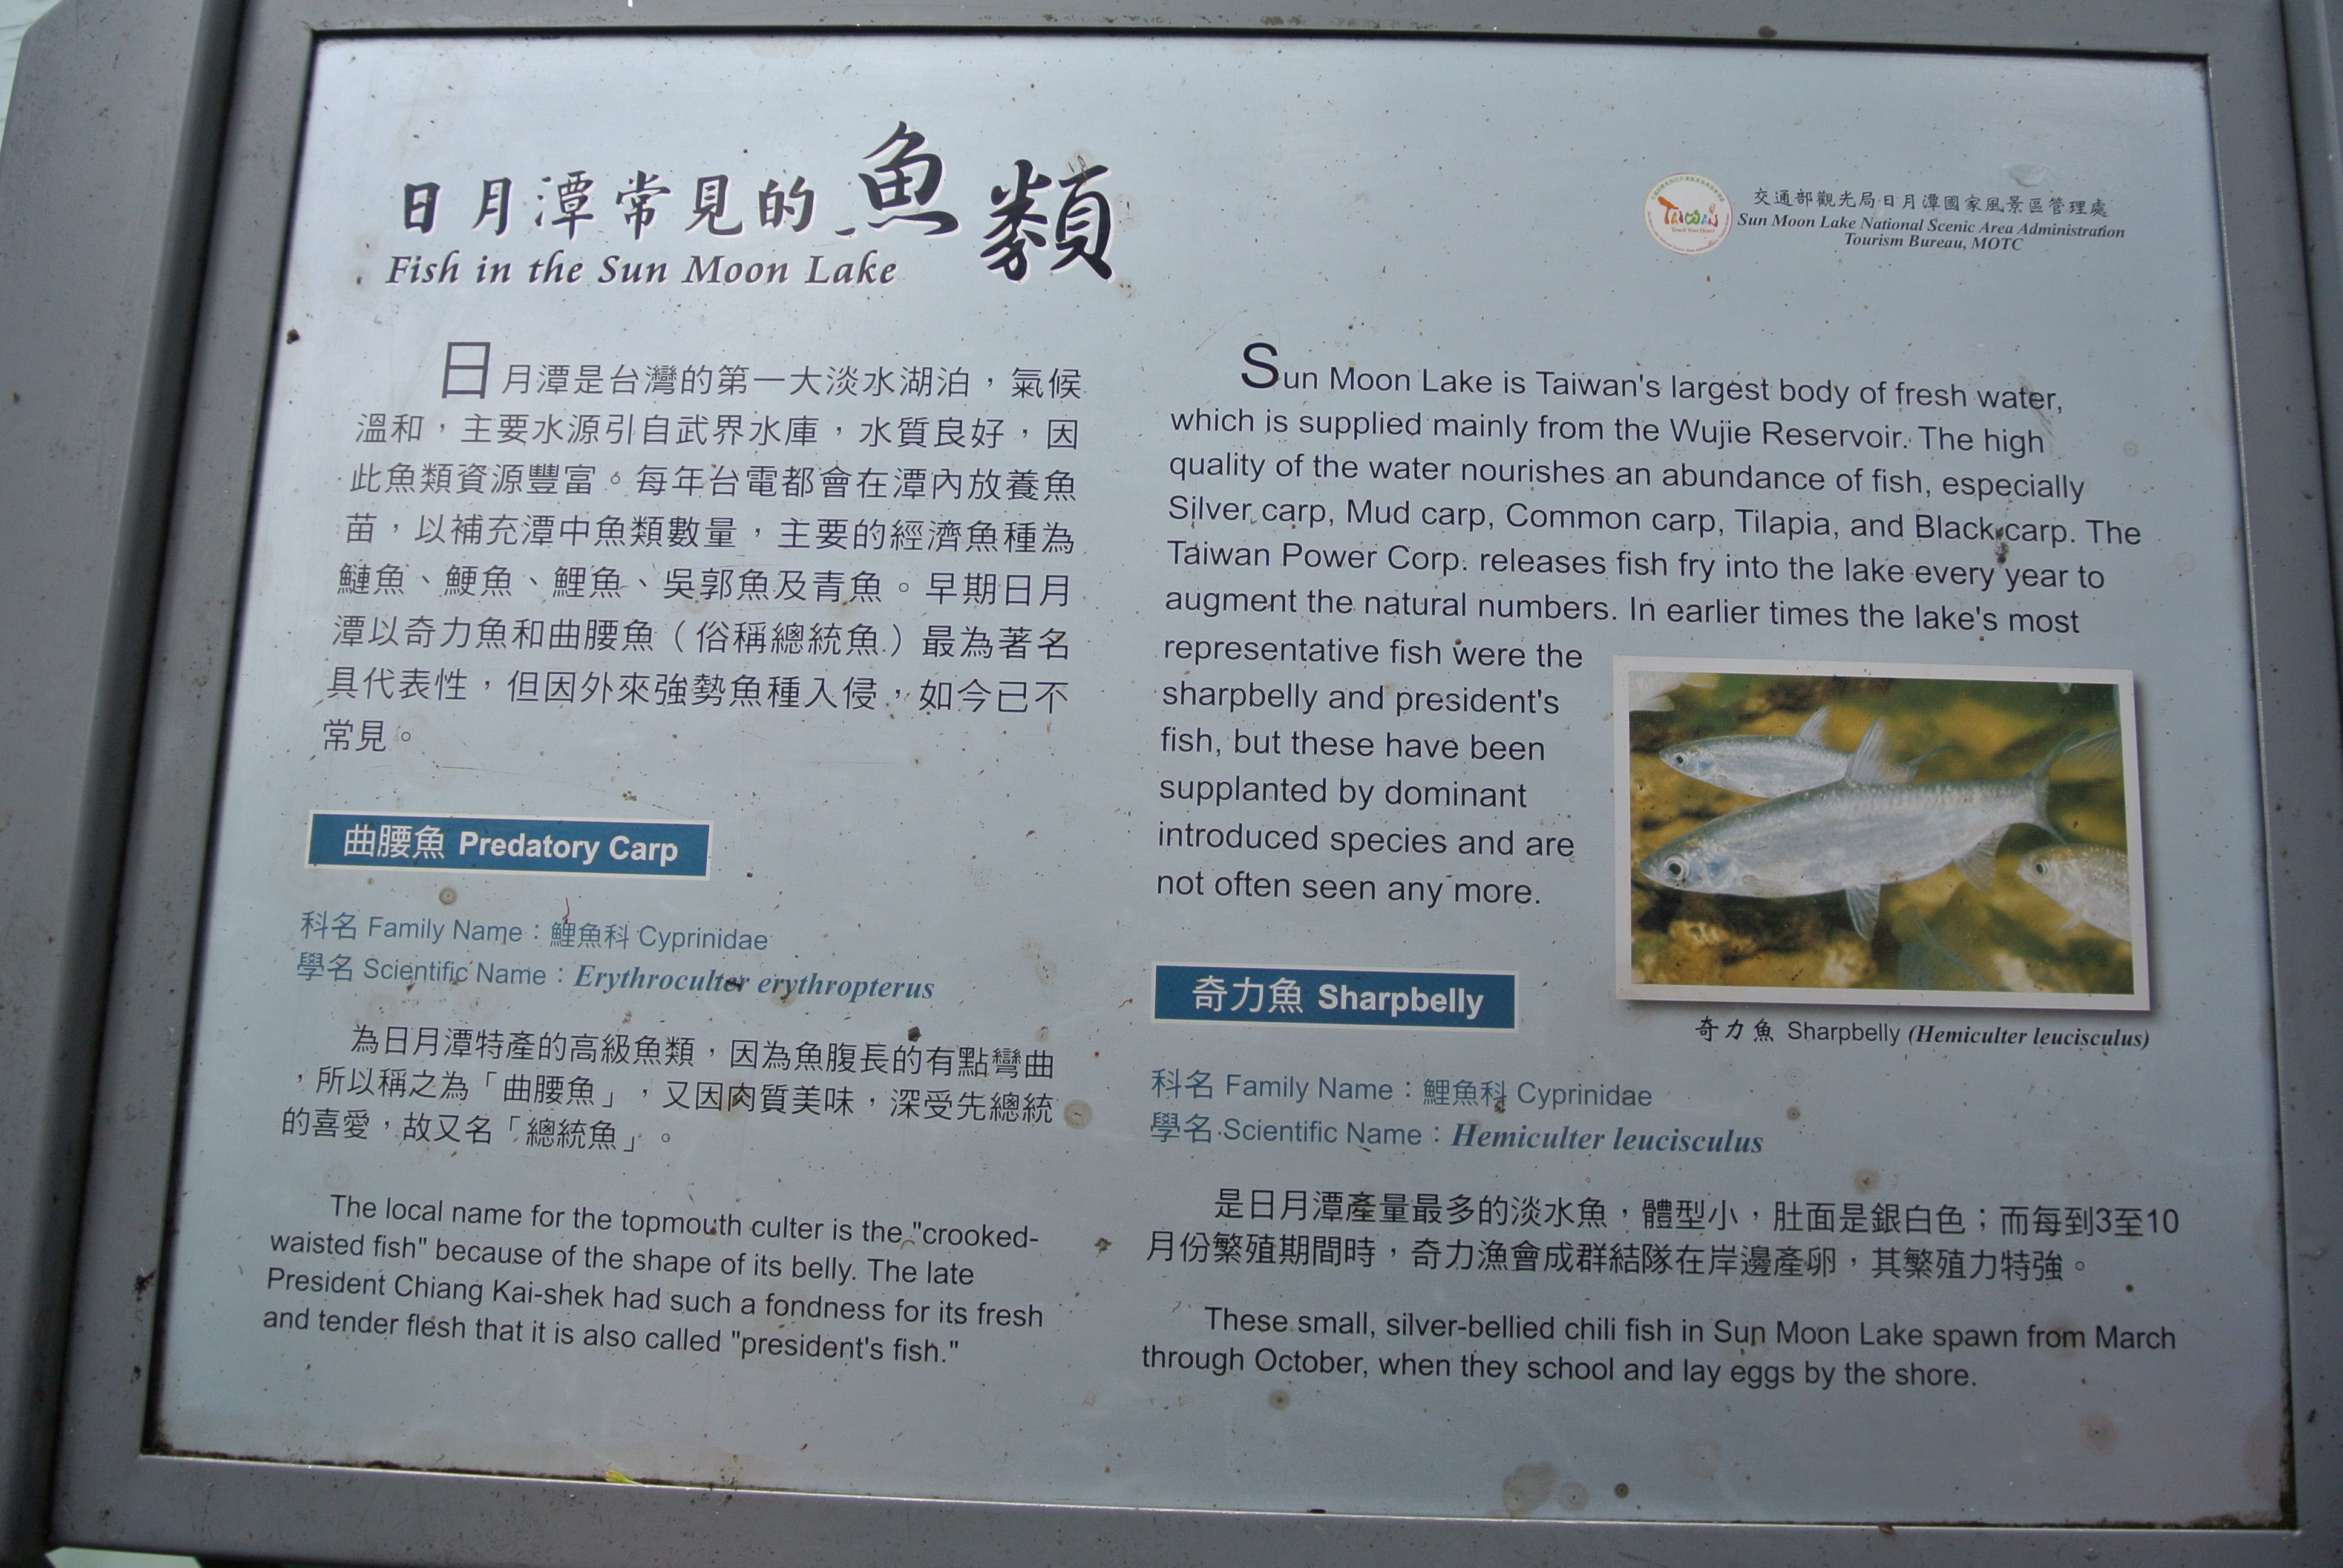 日月潭常見的魚類
Fish in the Sun Moon Lake
TAIWAN
Touch Your Heart
交通部觀光局日月潭國家風景區管理處
Sun Moon Lake National Scenic Area Administration
Tourism Bureau, MOTC
日月潭是台灣的第一大淡水湖泊，氣候
溫和，主要水源引自武界水庫，水質良好，因
此魚類資源豐富。每年台電都會在潭內放養魚
苗，以補充潭中魚類數量，主要的經濟魚種為
鰱魚、鯁魚、鯉魚、吳郭魚及青魚。早期日月
潭以奇力魚和曲腰魚（俗稱總統魚）最為著名
具代表性，但因外來強勢魚種入侵，如今已不
常見。
曲腰魚 Predatory Carp
科名 Family Name：鯉魚科 Cyprinidae
學名 Scientific Name：Erythroculter erythropterus
為日月潭特產的高級魚類，因為魚腹長的有點彎曲
，所以稱之為「曲腰魚」，又因肉質美味，深受先總統
的喜愛，故又名「總統魚」。
The local name for the topmouth culter is the "crooked-
waisted fish" because of the shape of its belly. The late
President Chiang Kai-shek had such a fondness for its fresh
and tender flesh that it is also called "president's fish."
Sun Moon Lake is Taiwan's largest body of fresh water,
which is supplied mainly from the Wujie Reservoir. The high
quality of the water nourishes an abundance of fish, especially
Silver carp, Mud carp, Common carp, Tilapia, and Black carp. The
Taiwan Power Corp. releases fish fry into the lake every year to
augment the natural numbers. In earlier times the lake's most
representative fish were the
sharpbelly and president's
fish, but these have been
supplanted by dominant
introduced species and are
not often seen any more.
奇力魚 Sharpbelly (Hemiculter leucisculus)
奇力魚 Sharpbelly
科名 Family Name：鯉魚科 Cyprinidae
學名 Scientific Name：Hemiculter leucisculus
是日月潭產量最多的淡水魚，體型小，肚面是銀白色；而每到3至10
月份繁殖期間時，奇力漁會成群結隊在岸邊產卵，其繁殖力特強。
These small, silver-bellied chili fish in Sun Moon Lake spawn from March
through October, when they school and lay eggs by the shore.